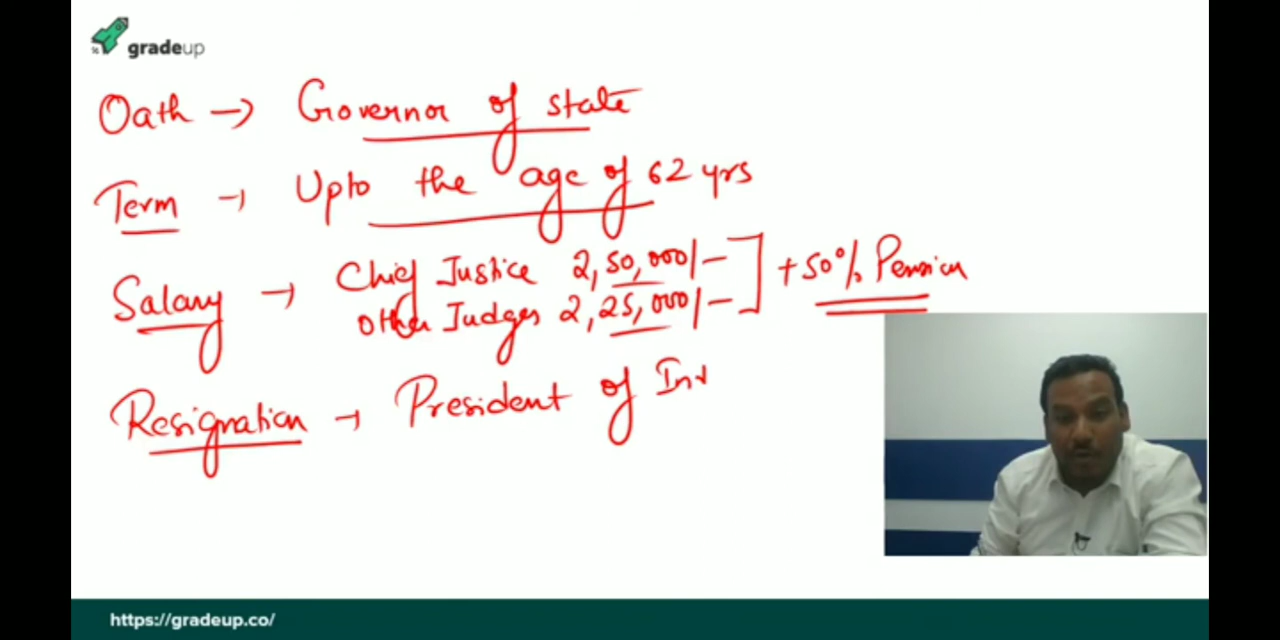 gradeup
Oath → Governor of state
Term → Upto the age of 62 yrs
Salary → Chief Justice 2,50,000/-
Other Judges 2,25,000/-
+50% Pension
Resignation → President of Ind
https://gradeup.co/